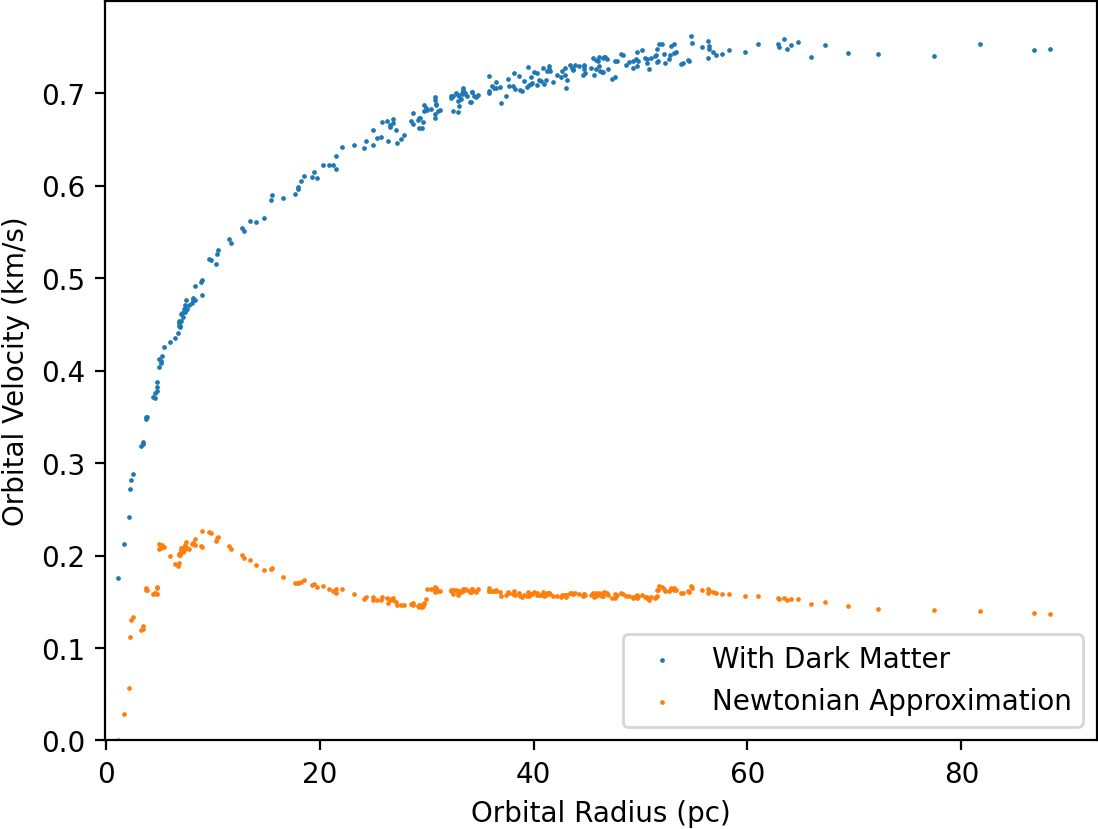 Orbital Velocity (km/s)
0.7
0.6
0.5
0.4
0.3
0.2
0.1
0.0
With Dark Matter
Newtonian Approximation
0 20 40 60 80
Orbital Radius (pc)